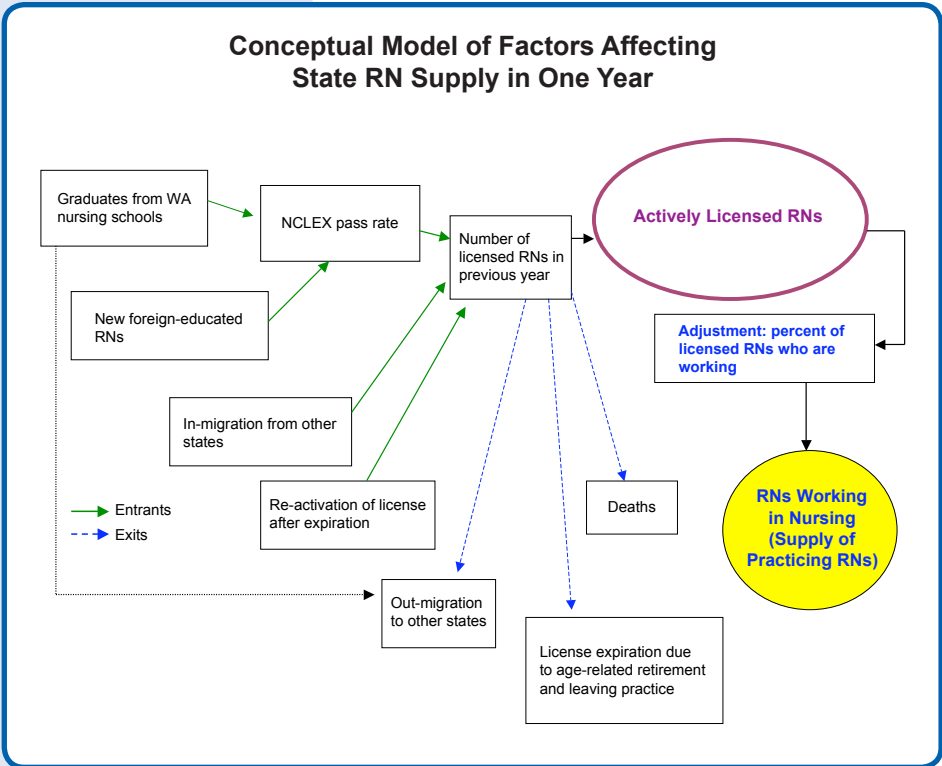 Conceptual Model of Factors Affecting
State RN Supply in One Year
Graduates from WA
nursing schools
NCLEX pass rate
Number of
licensed RNs in
previous year
Actively Licensed RNs
New foreign-educated
RNs
Adjustment: percent of
licensed RNs who are
working
In-migration from other
states
Re-activation of license
after expiration
Entrants
Exits
Deaths
RNs Working
in Nursing
(Supply of
Practicing RNs)
Out-migration
to other states
License expiration due
to age-related retirement
and leaving practice